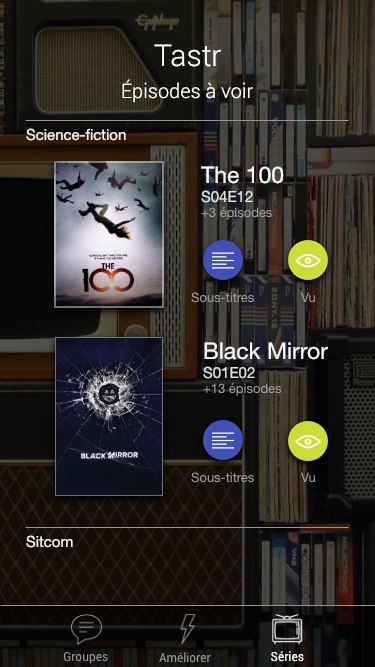 Epiphone
Tastr
Épisodes à voir
Science-fiction
The 100
S04E12
+3 épisodes
THE
100
Sous-titres
Vu
Black Mirror
S01E02
+13 épisodes
BLACK MIRROR
Sous-titres
Vu
Sitcom
Groupes
Améliorer
Séries